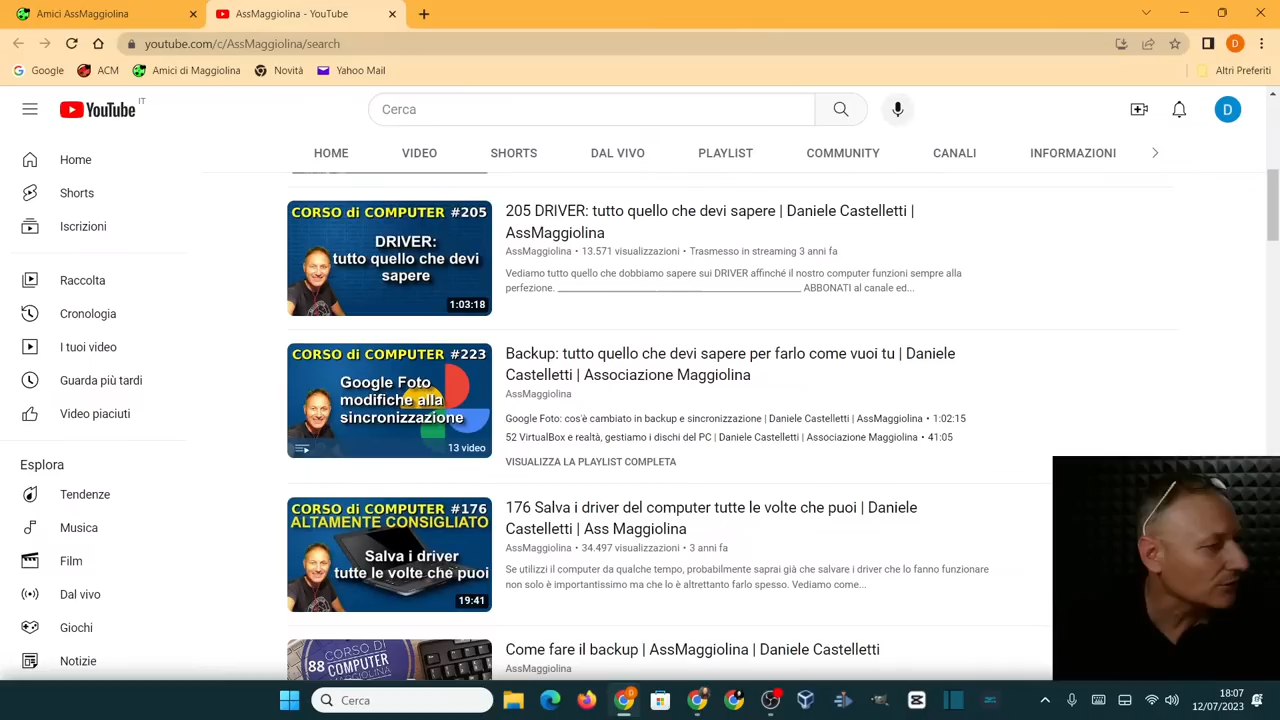 Amici AssMaggiolina
AssMaggiolina - YouTube
youtube.com/c/AssMaggiolina/search
D
Google
ACM
Amici di Maggiolina
Novità
Yahoo Mail
Altri Preferiti
YouTube IT
Cerca
D
HOME
VIDEO
SHORTS
DAL VIVO
PLAYLIST
COMMUNITY
CANALI
INFORMAZIONI
Home
Shorts
Iscrizioni
Raccolta
Cronologia
I tuoi video
Guarda più tardi
Video piaciuti
Esplora
Tendenze
Musica
Film
Dal vivo
Giochi
Notizie
CORSO di COMPUTER #205
DRIVER:
tutto quello che devi
sapere
1:03:18
205 DRIVER: tutto quello che devi sapere | Daniele Castelletti |
AssMaggiolina
AssMaggiolina • 13.571 visualizzazioni • Trasmesso in streaming 3 anni fa
Vediamo tutto quello che dobbiamo sapere sui DRIVER affinché il nostro computer funzioni sempre alla
perfezione. ________________________________________________ ABBONATI al canale ed...
CORSO di COMPUTER #223
Google Foto
modifiche alla
sincronizzazione
13 video
Backup: tutto quello che devi sapere per farlo come vuoi tu | Daniele
Castelletti | Associazione Maggiolina
AssMaggiolina
Google Foto: cos'è cambiato in backup e sincronizzazione | Daniele Castelletti | AssMaggiolina • 1:02:15
52 VirtualBox e realtà, gestiamo i dischi del PC | Daniele Castelletti | Associazione Maggiolina • 41:05
VISUALIZZA LA PLAYLIST COMPLETA
CORSO di COMPUTER #176
ALTAMENTE CONSIGLIATO
Salva i driver
tutte le volte che puoi
19:41
176 Salva i driver del computer tutte le volte che puoi | Daniele
Castelletti | Ass Maggiolina
AssMaggiolina • 34.497 visualizzazioni • 3 anni fa
Se utilizzi il computer da qualche tempo, probabilmente saprai già che salvare i driver che lo fanno funzionare
non solo è importantissimo ma che lo è altrettanto farlo spesso. Vediamo come...
CORSO DI
88 COMPUTER
Come fare il backup | AssMaggiolina | Daniele Castelletti
AssMaggiolina
Cerca
18:07
12/07/2023